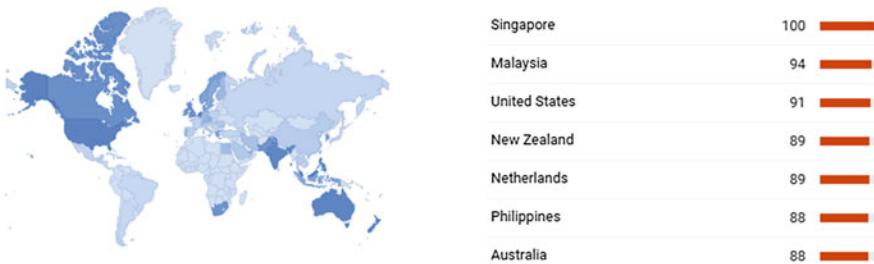 Singapore 100
Malaysia 94
United States 91
New Zealand 89
Netherlands 89
Philippines 88
Australia 88